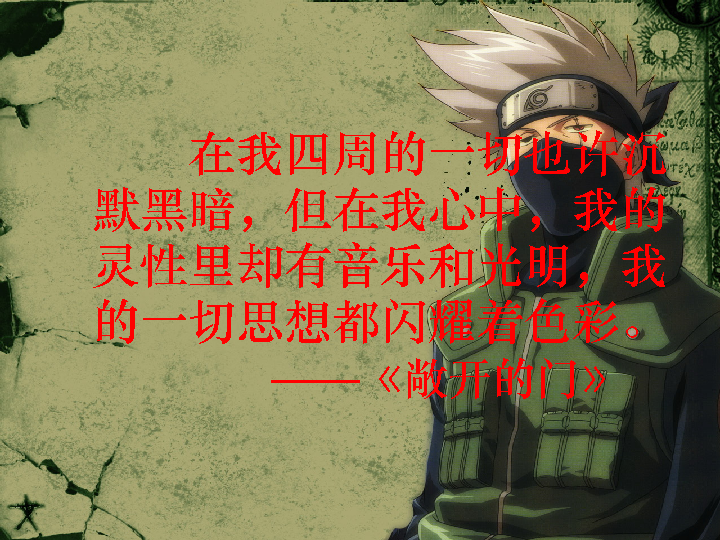 在我四周的一切也许沉
默黑暗，但在我心中，我的
灵性里却有音乐和光明，我
的一切思想都闪耀着色彩。
——《敞开的门》